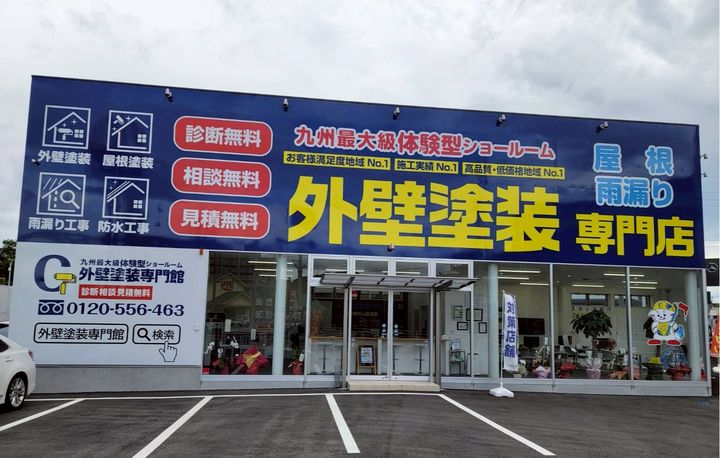 外壁塗装
屋根塗装
雨漏り工事
防水工事
診断無料
相談無料
見積無料
九州最大級体験型ショールーム
お客様満足度地域 No.1 施工実績 No.1 高品質・低価格地域 No.1
外壁塗装専門店
屋根
雨漏り
九州最大級体験型ショールーム
外壁塗装専門館
診断相談見積無料
0120-556-463
外壁塗装専門館 検索